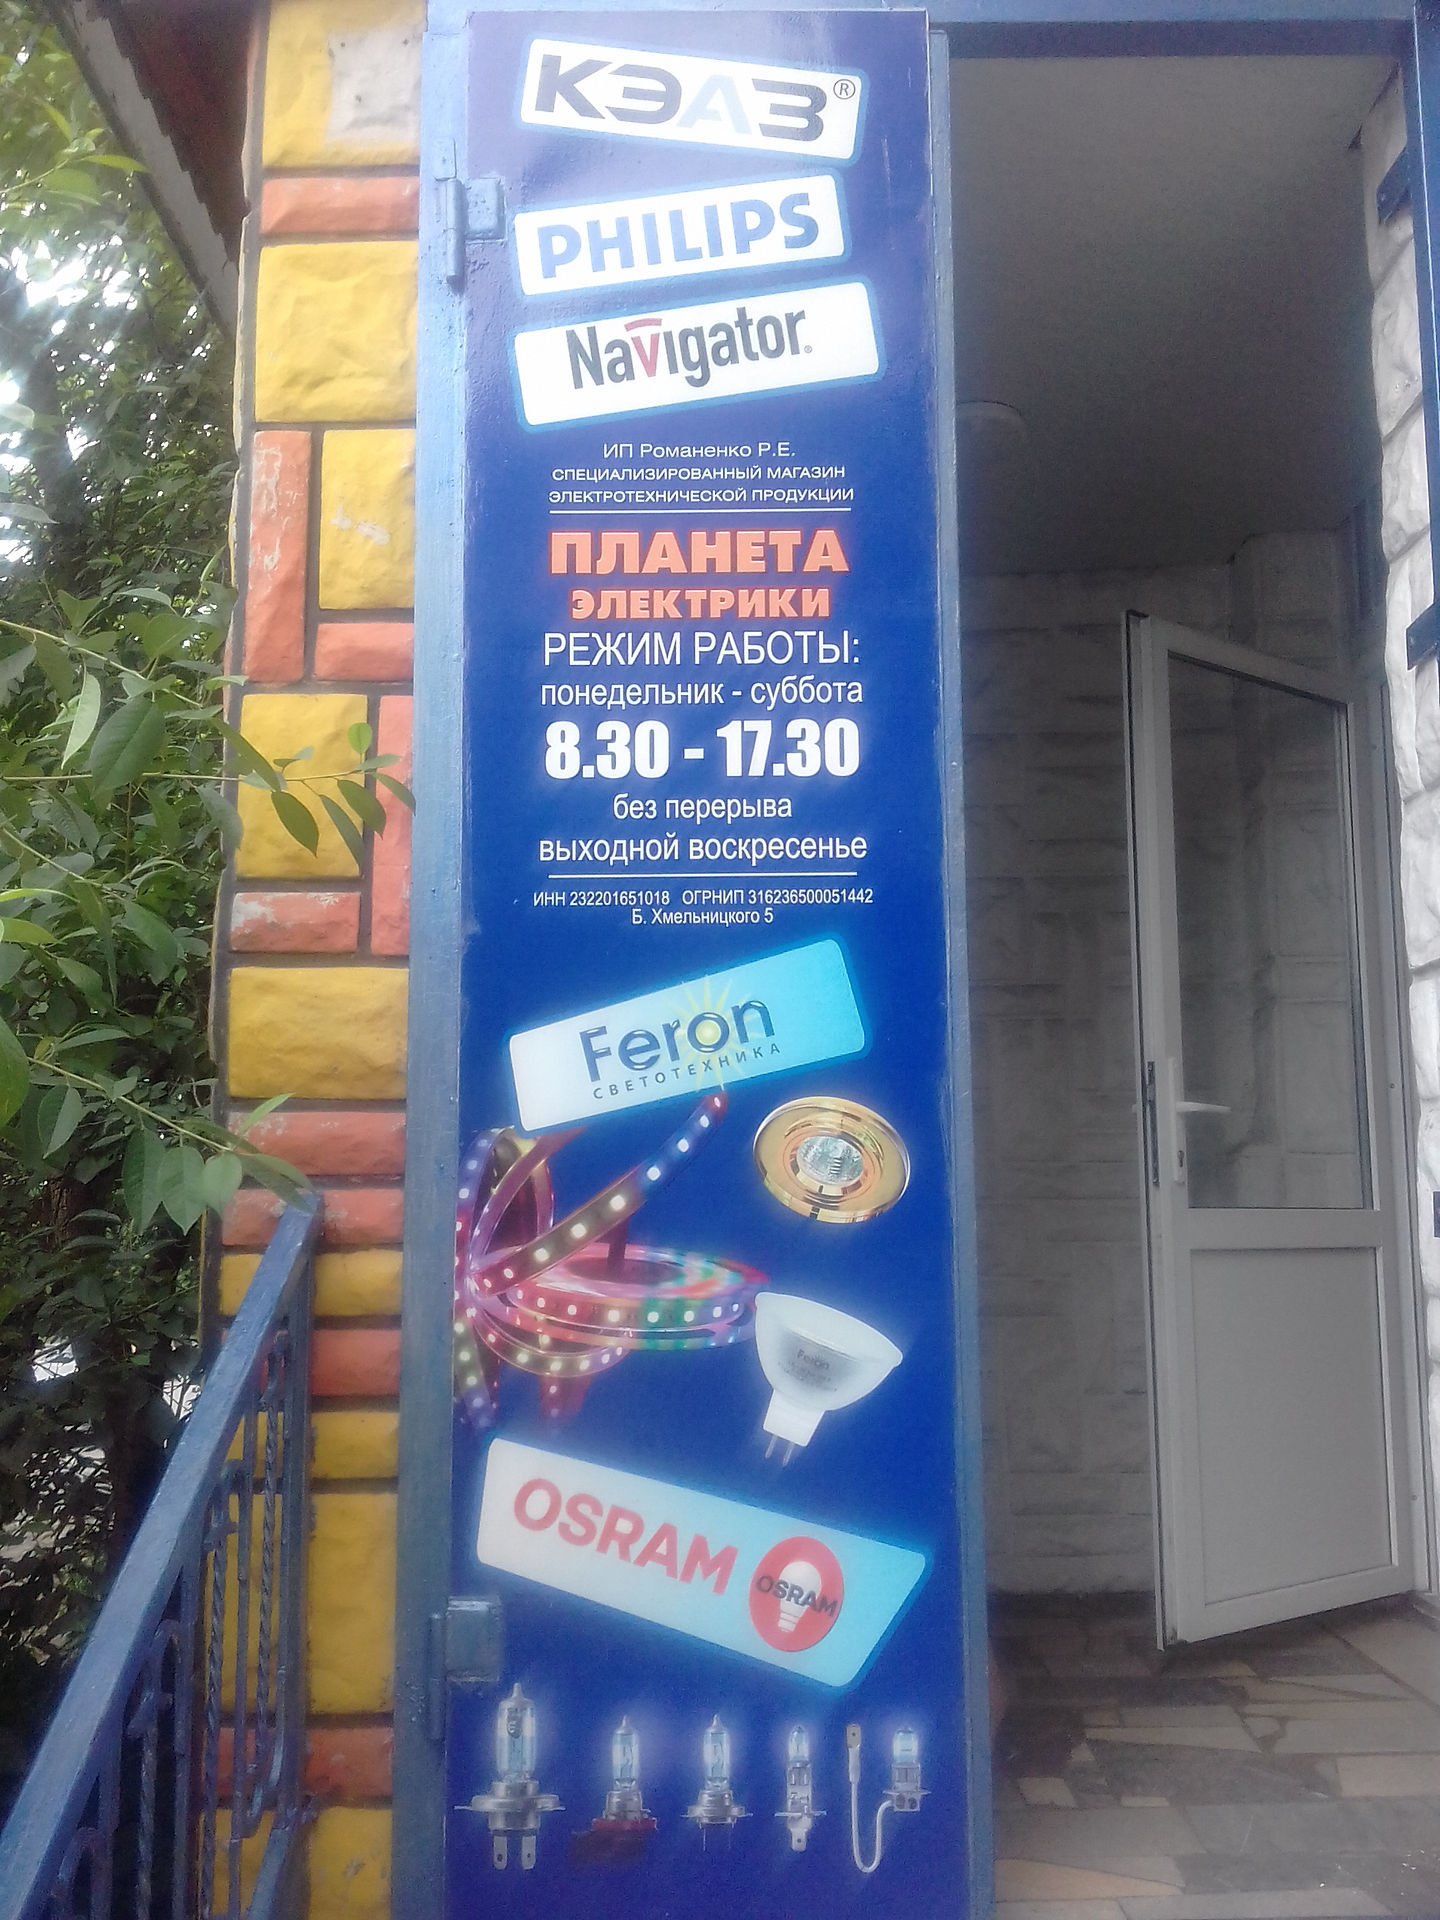 КЭАЗ®
PHILIPS
Navigator®
ИП Романенко Р.Е.
СПЕЦИАЛИЗИРОВАННЫЙ МАГАЗИН
ЭЛЕКТРОТЕХНИЧЕСКОЙ ПРОДУКЦИИ
ПЛАНЕТА
ЭЛЕКТРИКИ
РЕЖИМ РАБОТЫ:
понедельник - суббота
8.30 - 17.30
без перерыва
выходной воскресенье
ИНН 232201651018 ОГРНИП 316236500051442
Б. Хмельницкого 5
Feron
СВЕТОТЕХНИКА
Feron
OSRAM
OSRAM